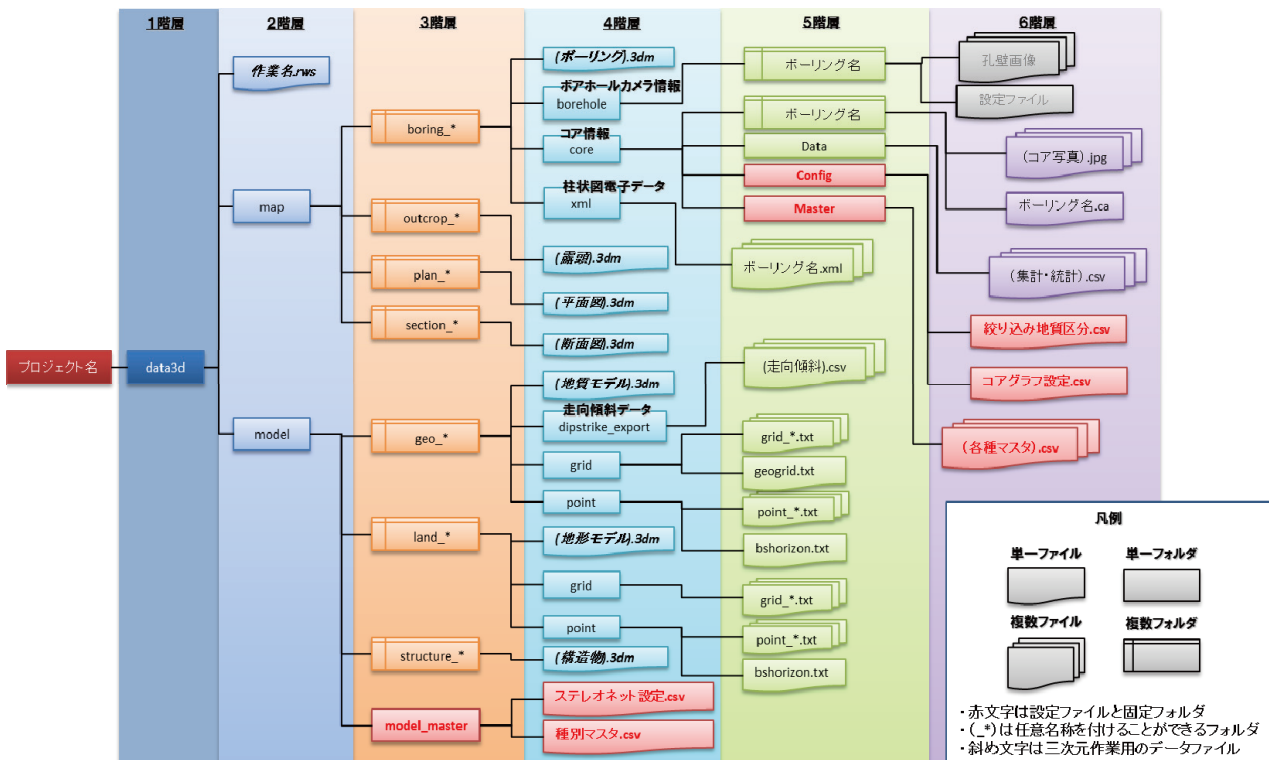 1階層
2階層
3階層
4階層
5階層
6階層
プロジェクト名
data3d
作業名.rws
map
model
boring_*
outcrop_*
plan_*
section_*
geo_*
land_*
structure_*
model_master
(ボーリング).3dm
ボアホールカメラ情報
borehole
コア情報
core
柱状図電子データ
xml
(露頭).3dm
(平面図).3dm
(断面図).3dm
(地質モデル).3dm
走向傾斜データ
dipstrike_export
grid
point
(地形モデル).3dm
grid
point
(構造物).3dm
ステレオネット設定.csv
種別マスタ.csv
ボーリング名
ボーリング名
Data
Config
Master
ボーリング名.xml
(走向傾斜).csv
grid_*.txt
geogrid.txt
point_*.txt
bshorizon.txt
grid_*.txt
point_*.txt
bshorizon.txt
孔壁画像
設定ファイル
(コア写真).jpg
ボーリング名.ca
(集計・統計).csv
絞り込み地質区分.csv
コアグラフ設定.csv
(各種マスタ).csv
凡例
単一ファイル
単一フォルダ
複数ファイル
複数フォルダ
・赤文字は設定ファイルと固定フォルダ
・(_*)は任意名称を付けることができるフォルダ
・斜め文字は三次元作業用のデータファイル